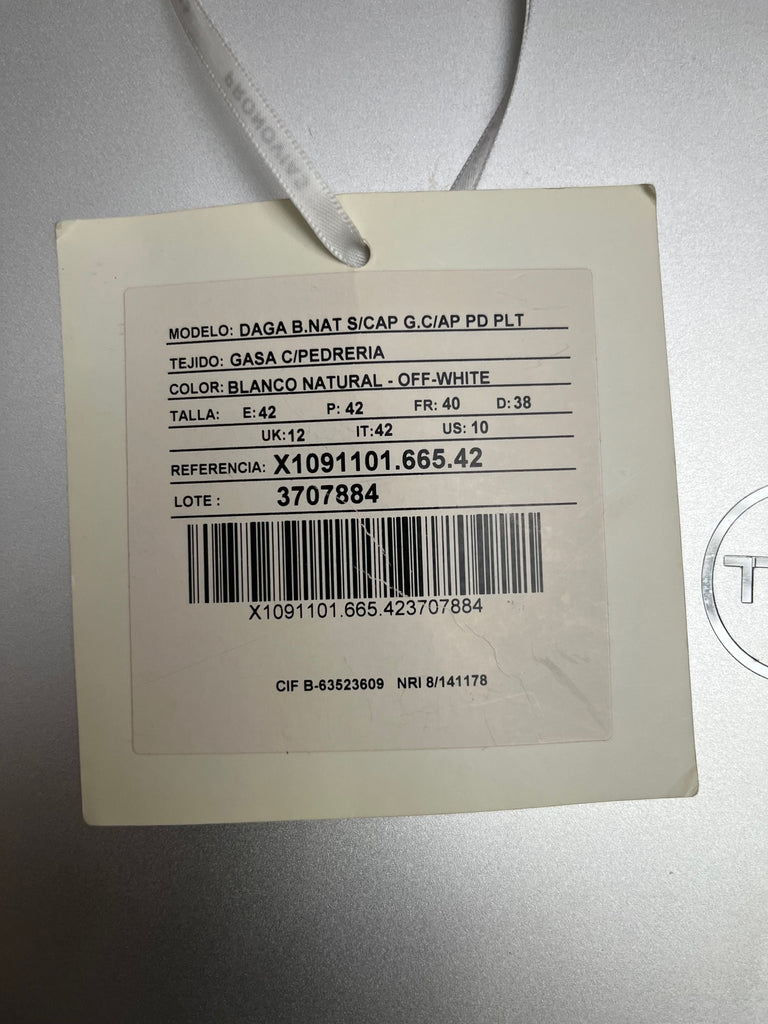 PRONOVIAS
MODELO: DAGA B.NAT S/CAP G.C/AP PD PLT
TEJIDO: GASA C/PEDRERIA
COLOR: BLANCO NATURAL - OFF-WHITE
TALLA: E: 42 P: 42 FR: 40 D: 38
UK: 12 IT: 42 US: 10
REFERENCIA: X1091101.665.42
LOTE : 3707884
X1091101.665.423707884
CIF B-63523609 NRI 8/141178